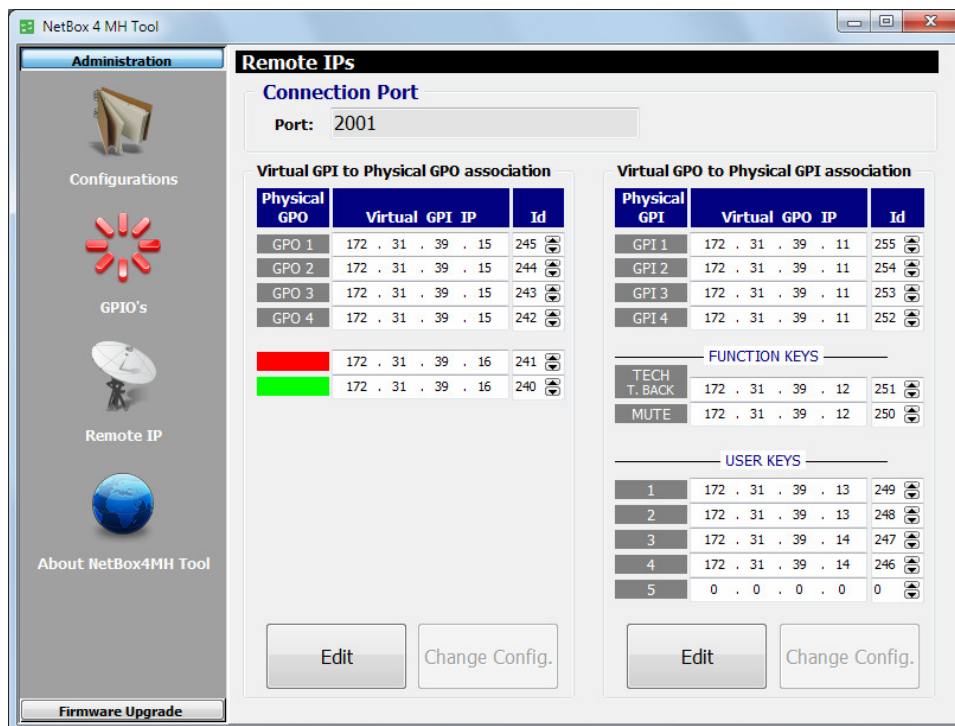 NetBox 4 MH Tool
Administration
Configurations
GPIO's
Remote IP
About NetBox4MH Tool
Firmware Upgrade
Remote IPs
Connection Port
Port: 2001
Virtual GPI to Physical GPO association
Physical GPO Virtual GPI IP Id
GPO 1 172 . 31 . 39 . 15 245
GPO 2 172 . 31 . 39 . 15 244
GPO 3 172 . 31 . 39 . 15 243
GPO 4 172 . 31 . 39 . 15 242
172 . 31 . 39 . 16 241
172 . 31 . 39 . 16 240
Edit Change Config.
Virtual GPO to Physical GPI association
Physical GPI Virtual GPO IP Id
GPI 1 172 . 31 . 39 . 11 255
GPI 2 172 . 31 . 39 . 11 254
GPI 3 172 . 31 . 39 . 11 253
GPI 4 172 . 31 . 39 . 11 252
FUNCTION KEYS
TECH T. BACK 172 . 31 . 39 . 12 251
MUTE 172 . 31 . 39 . 12 250
USER KEYS
1 172 . 31 . 39 . 13 249
2 172 . 31 . 39 . 13 248
3 172 . 31 . 39 . 14 247
4 172 . 31 . 39 . 14 246
5 0 . 0 . 0 . 0 0
Edit Change Config.